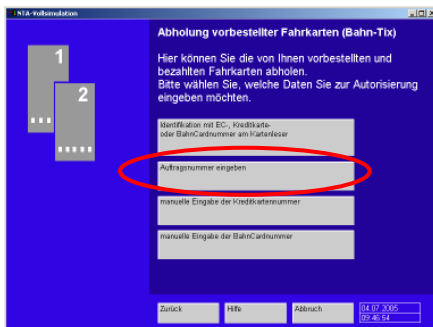 NTA-Vollsimulation
Abholung vorbestellter Fahrkarten (Bahn-Tix)
1
2
Hier können Sie die von Ihnen vorbestellten und
bezahlten Fahrkarten abholen.
Bitte wählen Sie, welche Daten Sie zur Autorisierung
eingeben möchten.
Identifikation mit EC-, Kreditkarte-
oder BahnCardnummer am Kartenleser
Auftragsnummer eingeben
manuelle Eingabe der Kreditkartennummer
manuelle Eingabe der BahnCardnummer
Zurück
Hilfe
Abbruch
04.07.2005
09:46:54